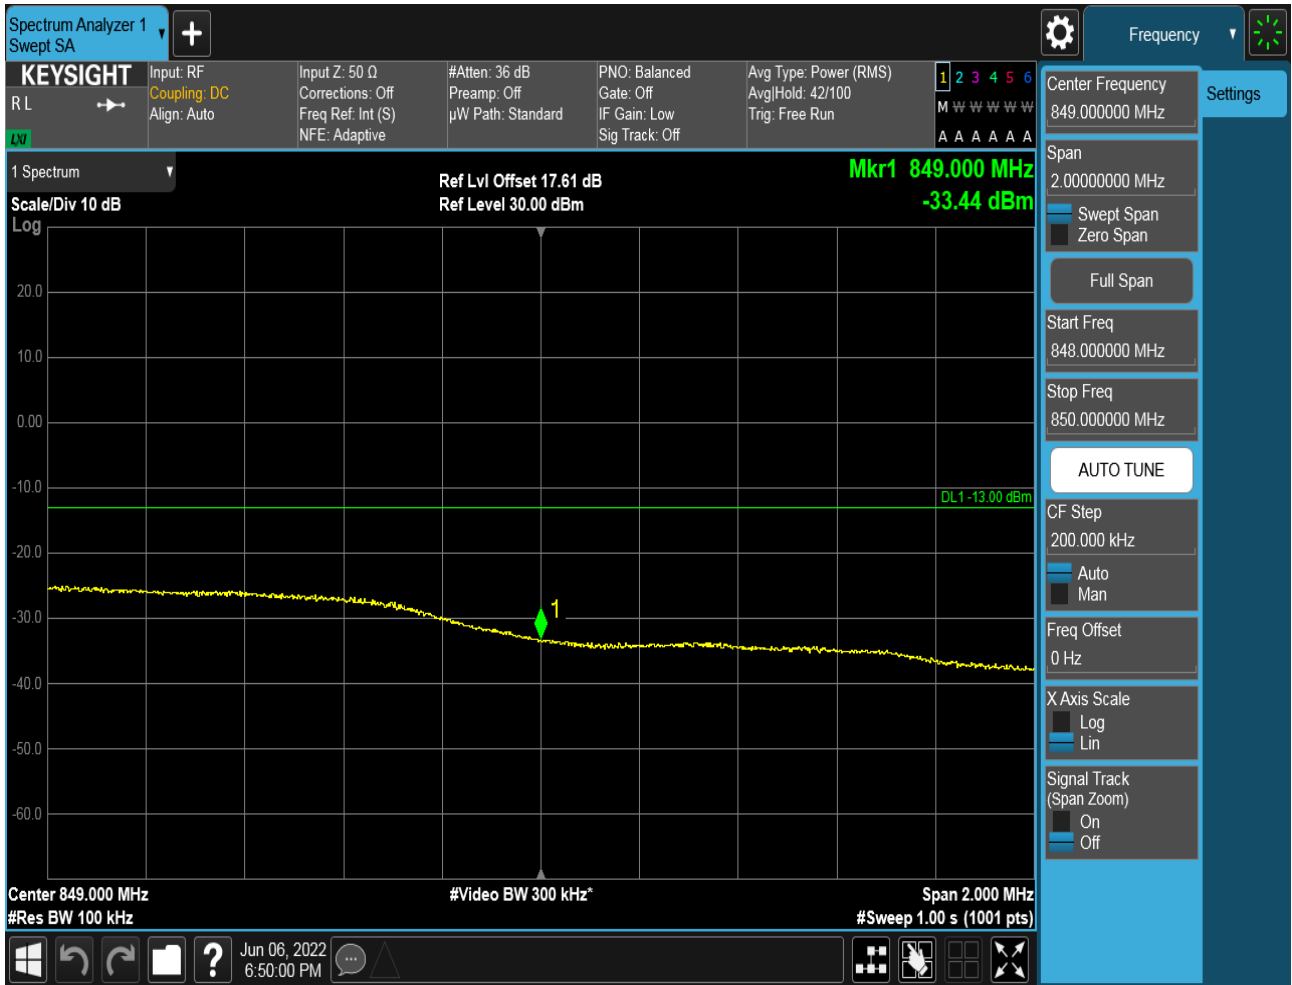 Spectrum Analyzer 1
Swept SA
Frequency
KEYSIGHT
R L
LXI
Input: RF
Coupling: DC
Align: Auto
Input Z: 50 Ω
Corrections: Off
Freq Ref: Int (S)
NFE: Adaptive
#Atten: 36 dB
Preamp: Off
µW Path: Standard
PNO: Balanced
Gate: Off
IF Gain: Low
Sig Track: Off
Avg Type: Power (RMS)
Avg|Hold: 42/100
Trig: Free Run
1 2 3 4 5 6
M W W W W W
A A A A A A
Center Frequency
849.000000 MHz
Settings
Span
2.00000000 MHz
Swept Span
Zero Span
Full Span
Start Freq
848.000000 MHz
Stop Freq
850.000000 MHz
AUTO TUNE
CF Step
200.000 kHz
Auto
Man
Freq Offset
0 Hz
X Axis Scale
Log
Lin
Signal Track
(Span Zoom)
On
Off
1 Spectrum
Scale/Div 10 dB
Log
Ref Lvl Offset 17.61 dB
Ref Level 30.00 dBm
Mkr1 849.000 MHz
-33.44 dBm
20.0
10.0
0.00
-10.0
DL1 -13.00 dBm
-20.0
-30.0
1
-40.0
-50.0
-60.0
Center 849.000 MHz
#Video BW 300 kHz*
Span 2.000 MHz
#Res BW 100 kHz
#Sweep 1.00 s (1001 pts)
?
Jun 06, 2022
6:50:00 PM